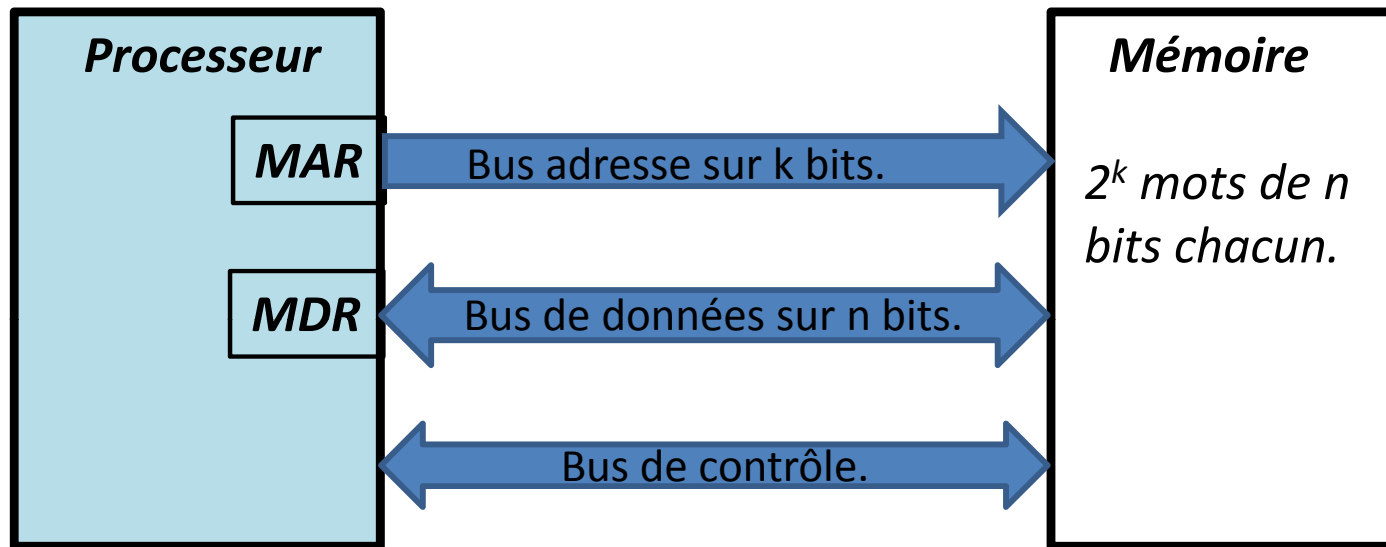 Processeur
Mémoire
MAR
Bus adresse sur k bits.
2ᵏ mots de n
bits chacun.
MDR
Bus de données sur n bits.
Bus de contrôle.